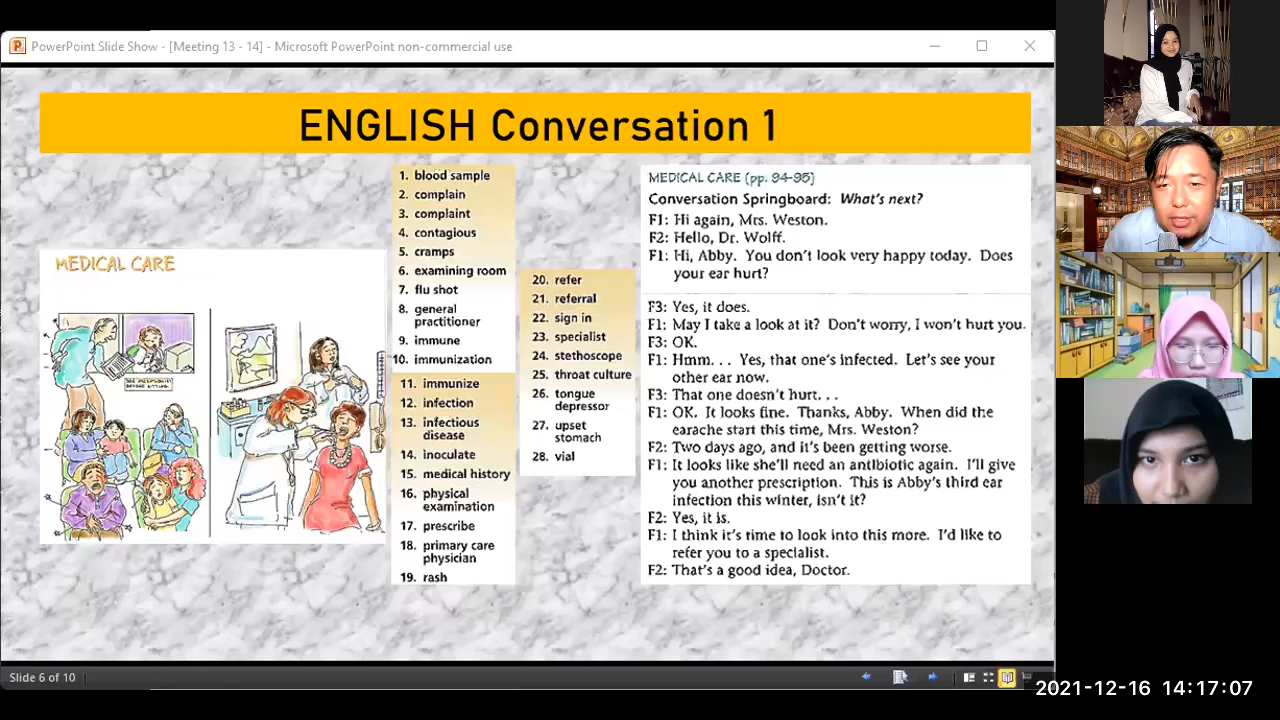 PowerPoint Slide Show - [Meeting 13 - 14] - Microsoft PowerPoint non-commercial use
ENGLISH Conversation 1
MEDICAL CARE
SEE RECEPTIONIST
BEFORE SITTING
1. blood sample
2. complain
3. complaint
4. contagious
5. cramps
6. examining room
7. flu shot
8. general
practitioner
9. immune
10. immunization
11. immunize
12. infection
13. infectious
disease
14. inoculate
15. medical history
16. physical
examination
17. prescribe
18. primary care
physician
19. rash
20. refer
21. referral
22. sign in
23. specialist
24. stethoscope
25. throat culture
26. tongue
depressor
27. upset
stomach
28. vial
MEDICAL CARE (pp. 94-95)
Conversation Springboard: What's next?
F1: Hi again, Mrs. Weston.
F2: Hello, Dr. Wolff.
F1: Hi, Abby. You don't look very happy today. Does
your ear hurt?
F3: Yes, it does.
F1: May I take a look at it? Don't worry, I won't hurt you.
F3: OK.
F1: Hmm. . . Yes, that one's infected. Let's see your
other ear now.
F3: That one doesn't hurt. . .
F1: OK. It looks fine. Thanks, Abby. When did the
earache start this time, Mrs. Weston?
F2: Two days ago, and it's been getting worse.
F1: It looks like she'll need an antibiotic again. I'll give
you another prescription. This is Abby's third ear
infection this winter, isn't it?
F2: Yes, it is.
F1: I think it's time to look into this more. I'd like to
refer you to a specialist.
F2: That's a good idea, Doctor.
Slide 6 of 10
2021-12-16 14:17:07